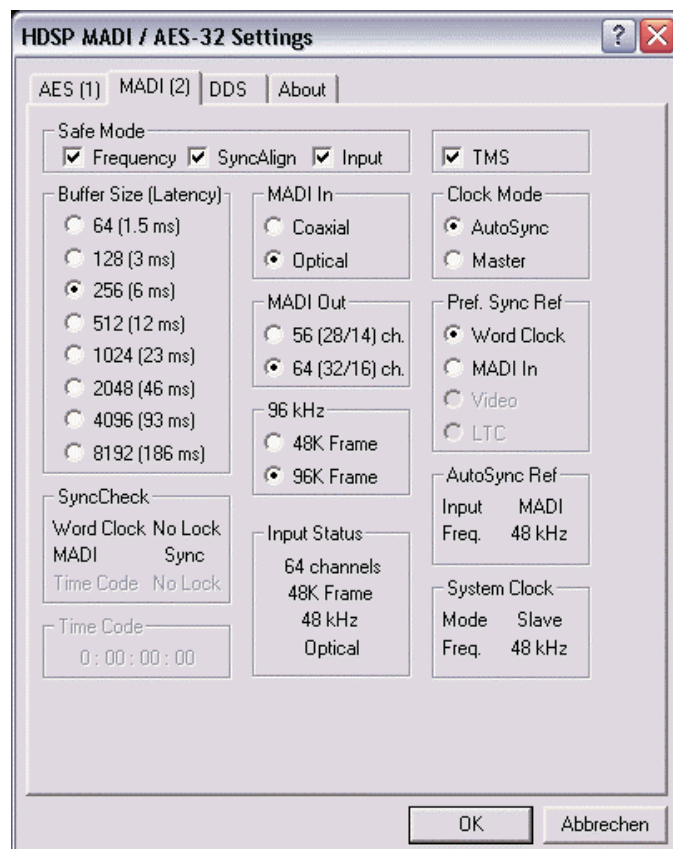 HDSP MADI / AES-32 Settings
AES (1)
MADI (2)
DDS
About
Safe Mode
Frequency
SyncAlign
Input
TMS
Buffer Size (Latency)
64 (1.5 ms)
128 (3 ms)
256 (6 ms)
512 (12 ms)
1024 (23 ms)
2048 (46 ms)
4096 (93 ms)
8192 (186 ms)
SyncCheck
Word Clock No Lock
MADI Sync
Time Code No Lock
Time Code
0 : 00 : 00 : 00
MADI In
Coaxial
Optical
MADI Out
56 (28/14) ch.
64 (32/16) ch.
96 kHz
48K Frame
96K Frame
Input Status
64 channels
48K Frame
48 kHz
Optical
Clock Mode
AutoSync
Master
Pref. Sync Ref
Word Clock
MADI In
Video
LTC
AutoSync Ref
Input MADI
Freq. 48 kHz
System Clock
Mode Slave
Freq. 48 kHz
OK
Abbrechen